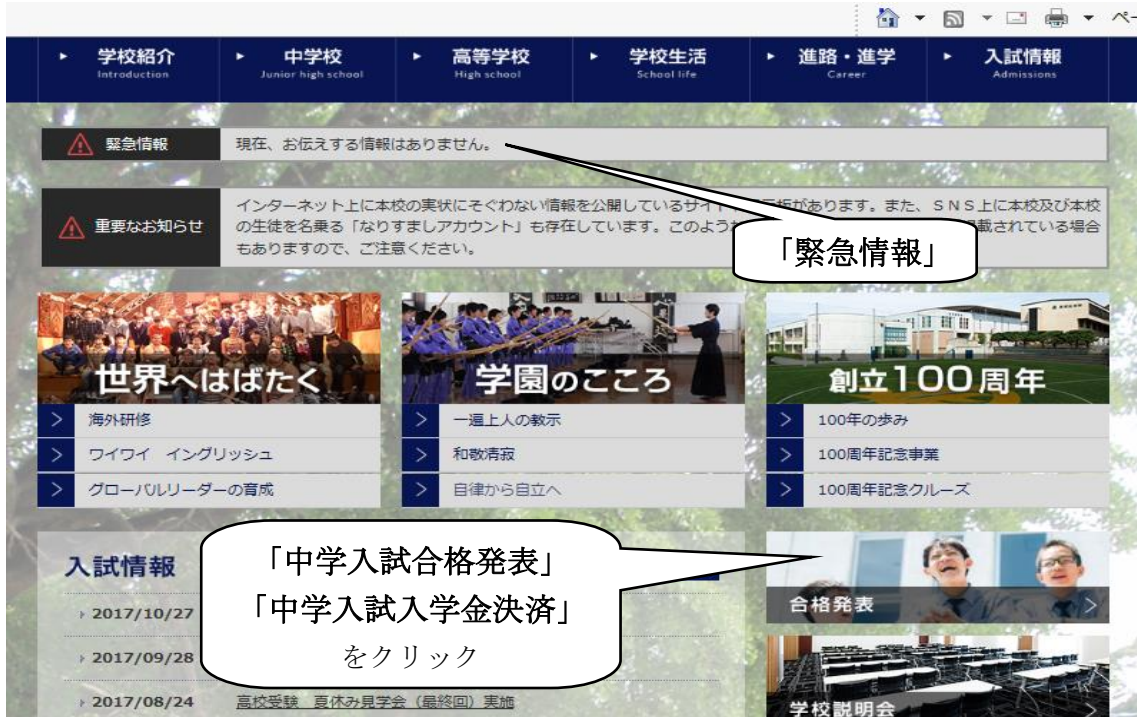 ペー
学校紹介
Introduction
中学校
Junior high school
高等学校
High school
学校生活
School life
進路・進学
Career
入試情報
Admissions
緊急情報
現在、お伝えする情報はありません。
重要なお知らせ
インターネット上に本校の実状にそぐわない情報を公開しているサイト 板があります。また、ＳＮＳ上に本校及び本校
の生徒を名乗る「なりすましアカウント」も存在しています。このよう 載されている場合
もありますので、ご注意ください。
「緊急情報」
世界へはばたく
海外研修
ワイワイ　イングリッシュ
グローバルリーダーの育成
学園のこころ
一遍上人の教示
和敬清寂
自律から自立へ
創立100周年
100年の歩み
100周年記念事業
100周年記念クルーズ
入試情報
2017/10/27
2017/09/28
2017/08/24 高校受験　夏休み見学会（最終回）実施
「中学入試合格発表」
「中学入試入学金決済」
をクリック
合格発表
学校説明会